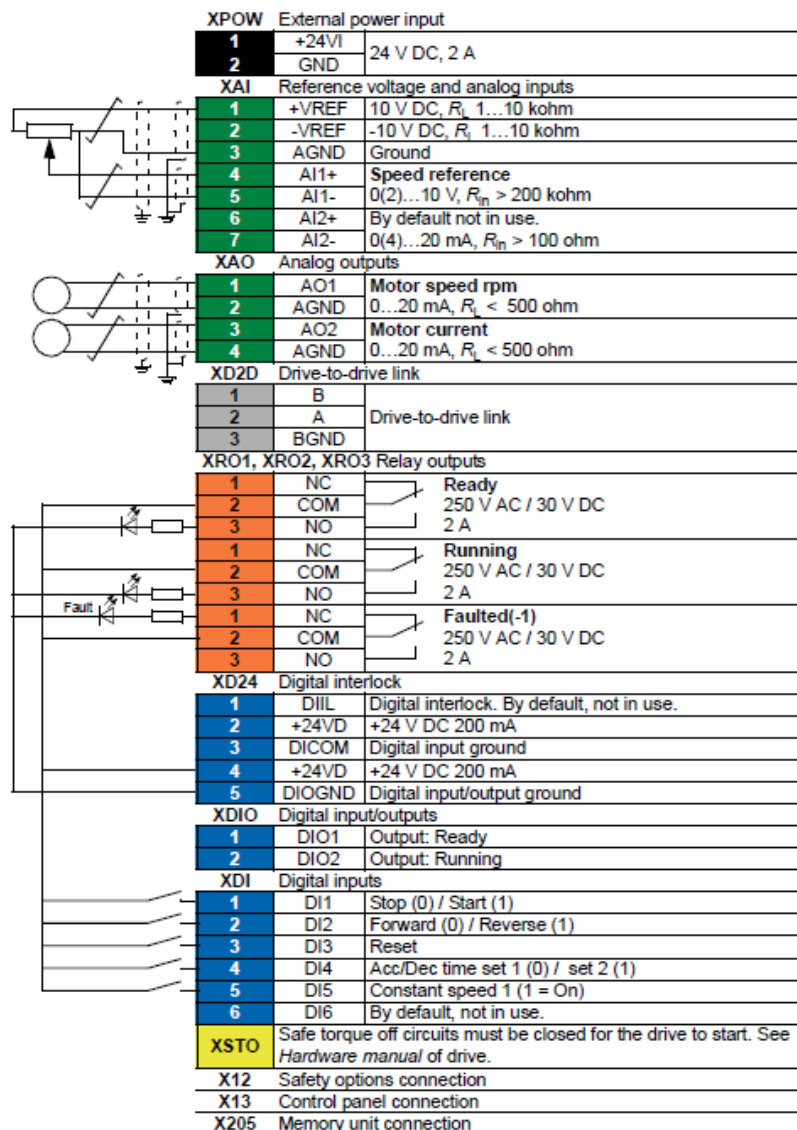 XPOW External power input
1 +24VI 24 V DC, 2 A
2 GND
XAI Reference voltage and analog inputs
1 +VREF 10 V DC, RL 1…10 kohm
2 -VREF -10 V DC, RL 1…10 kohm
3 AGND Ground
4 AI1+ Speed reference
5 AI1- 0(2)…10 V, Rin > 200 kohm
6 AI2+ By default not in use.
7 AI2- 0(4)…20 mA, Rin > 100 ohm
XAO Analog outputs
1 AO1 Motor speed rpm
2 AGND 0…20 mA, RL < 500 ohm
3 AO2 Motor current
4 AGND 0…20 mA, RL < 500 ohm
XD2D Drive-to-drive link
1 B
2 A Drive-to-drive link
3 BGND
XRO1, XRO2, XRO3 Relay outputs
1 NC Ready
2 COM 250 V AC / 30 V DC
3 NO 2 A
1 NC Running
2 COM 250 V AC / 30 V DC
3 NO 2 A
Fault 1 NC Faulted(-1)
2 COM 250 V AC / 30 V DC
3 NO 2 A
XD24 Digital interlock
1 DIIL Digital interlock. By default, not in use.
2 +24VD +24 V DC 200 mA
3 DICOM Digital input ground
4 +24VD +24 V DC 200 mA
5 DIOGND Digital input/output ground
XDIO Digital input/outputs
1 DIO1 Output: Ready
2 DIO2 Output: Running
XDI Digital inputs
1 DI1 Stop (0) / Start (1)
2 DI2 Forward (0) / Reverse (1)
3 DI3 Reset
4 DI4 Acc/Dec time set 1 (0) / set 2 (1)
5 DI5 Constant speed 1 (1 = On)
6 DI6 By default, not in use.
XSTO Safe torque off circuits must be closed for the drive to start. See
Hardware manual of drive.
X12 Safety options connection
X13 Control panel connection
X205 Memory unit connection